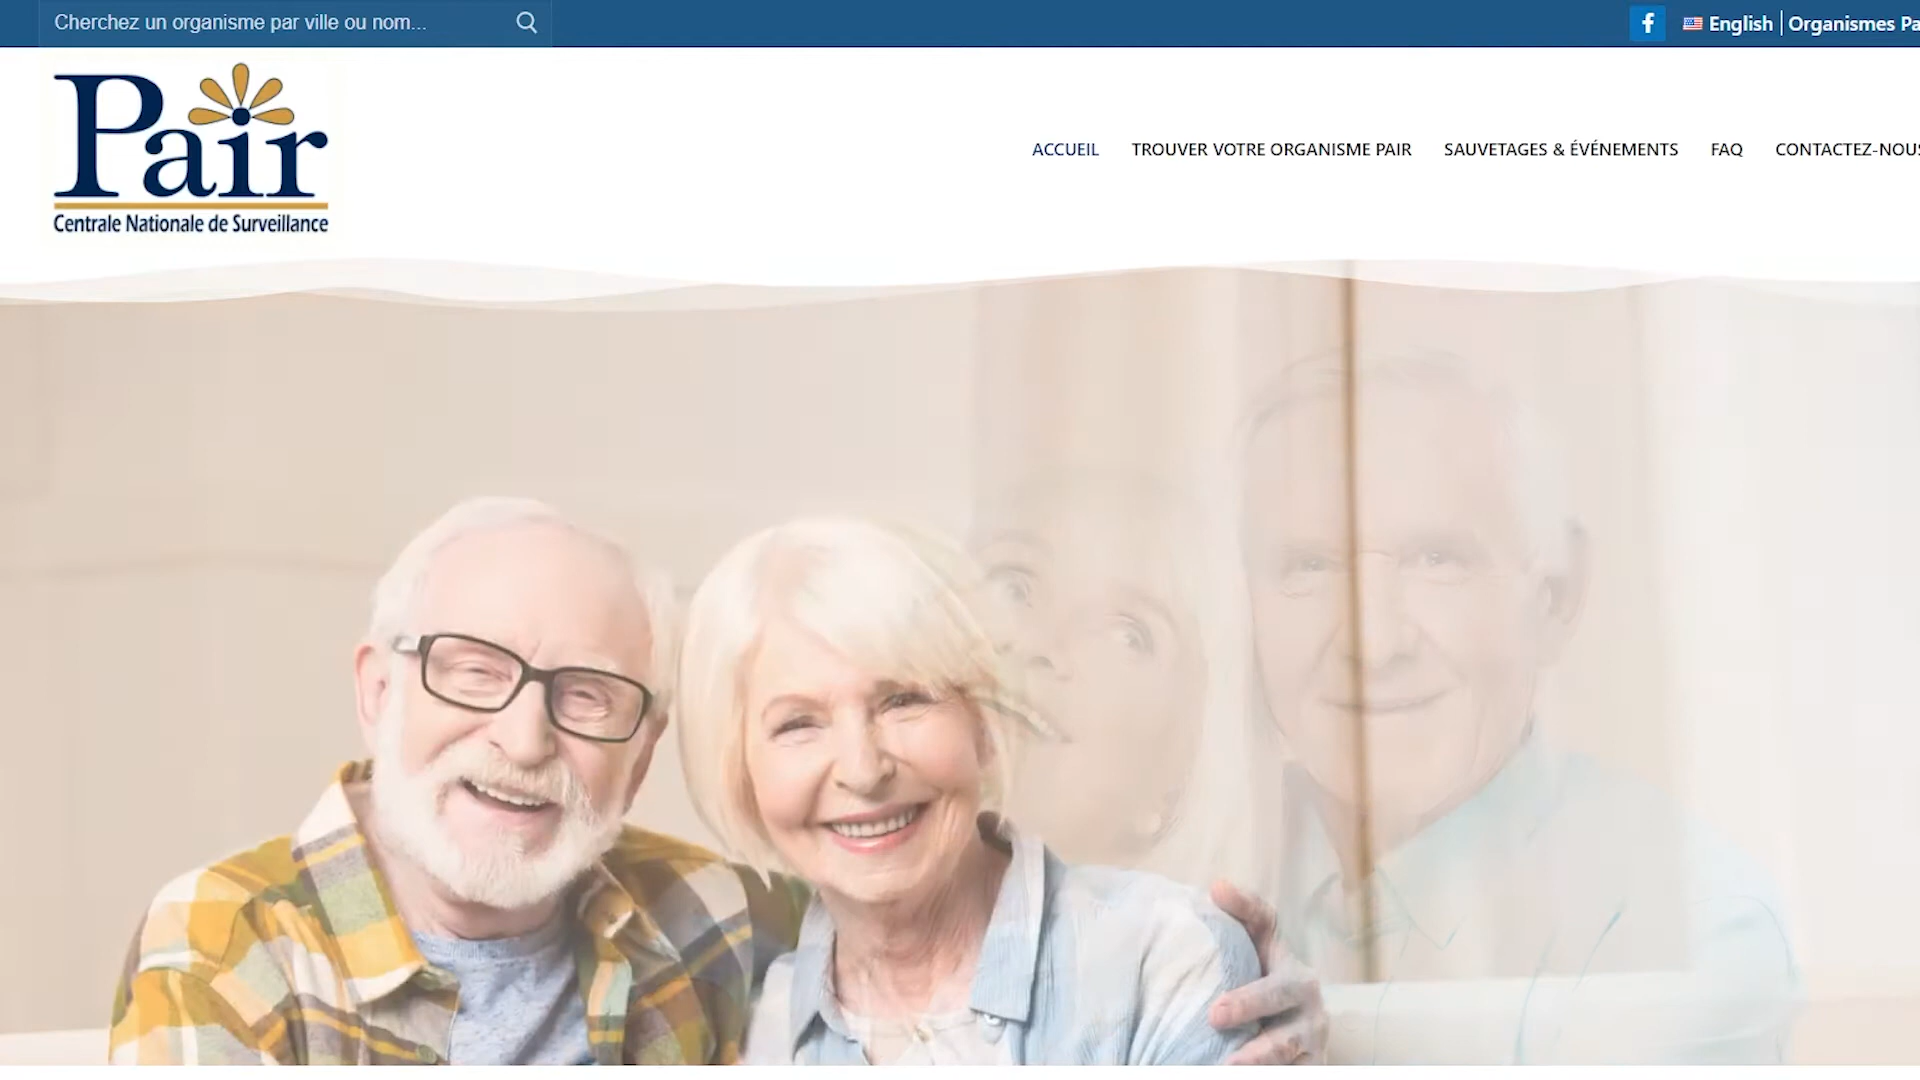 Cherchez un organisme par ville ou nom...
English | Organismes Pa
Pair
Centrale Nationale de Surveillance
ACCUEIL TROUVER VOTRE ORGANISME PAIR SAUVETAGES & ÉVÉNEMENTS FAQ CONTACTEZ-NOUS